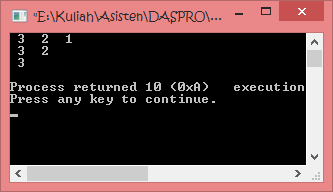 "E:\Kuliah\Asisten\DASPRO\...
3 2 1
3 2
3
Process returned 10 (0xA) execution
Press any key to continue.